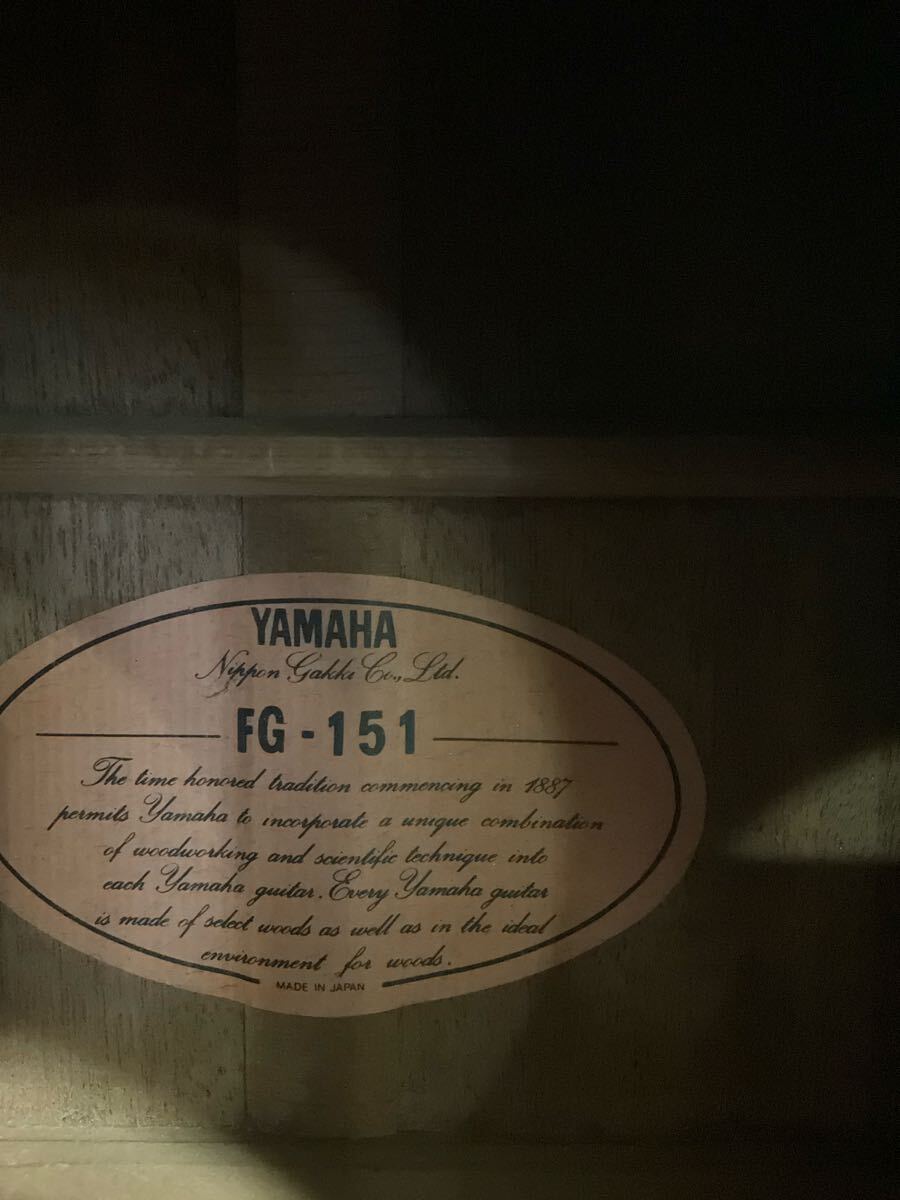 YAMAHA
Nippon Gakki Co., Ltd.
FG-151
The time honored tradition commencing in 1887
permits Yamaha to incorporate a unique combination
of woodworking and scientific technique into
each Yamaha guitar. Every Yamaha guitar
is made of select woods as well as in the ideal
environment for woods.
MADE IN JAPAN